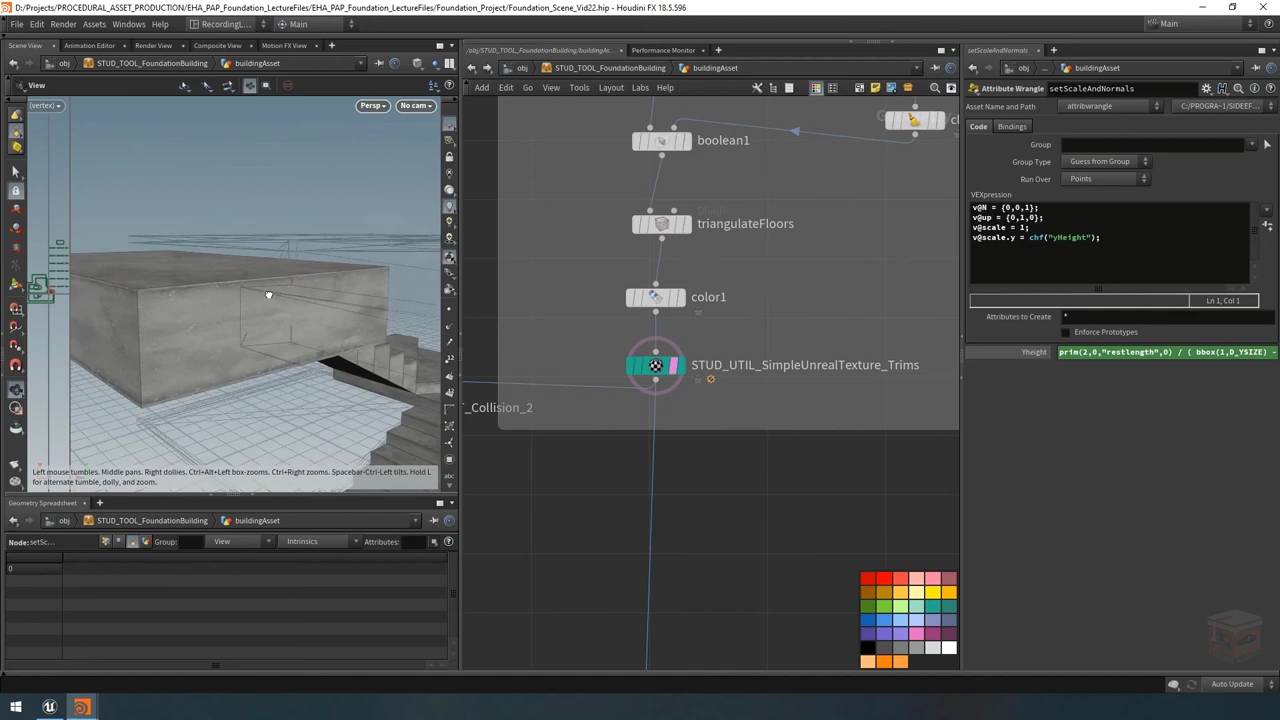 D:/Projects/PROCEDURAL_ASSET_PRODUCTION/EHA_PAP_Foundation_LectureFiles/EHA_PAP_Foundation_LectureFiles/Foundation_Project/Foundation_Scene_Vid22.hip - Houdini FX 18.5.596
File Edit Render Assets Windows Help RecordingL... Main Main
Scene View Animation Editor Render View Composite View Motion FX View
obj STUD_TOOL_FoundationBuilding buildingAsset
View
(vertex) Persp No cam
Left mouse tumbles. Middle pans. Right dollies. Ctrl+Alt+Left box-zooms. Ctrl+Right zooms. Spacebar-Ctrl-Left tilts. Hold L
for alternate tumble, dolly, and zoom.
Geometry Spreadsheet
obj STUD_TOOL_FoundationBuilding buildingAsset
Node: setSc... Group: View Intrinsics Attributes:
0
/obj/STUD_TOOL_FoundationBuilding/buildingAs... Performance Monitor
obj STUD_TOOL_FoundationBuilding buildingAsset
Add Edit Go View Tools Layout Labs Help
boolean1
triangulateFloors
color1
STUD_UTIL_SimpleUnrealTexture_Trims
T_Collision_2
setScaleAndNormals
obj ... buildingAsset
Attribute Wrangle setScaleAndNormals
Asset Name and Path attribwrangle C:/PROGRA~1/SIDEEF...
Code Bindings
Group
Group Type Guess from Group
Run Over Points
VEXpression
v@N = {0,0,1};
v@up = {0,1,0};
v@scale = 1;
v@scale.y = chf("yHeight");
Ln 1, Col 1
Attributes to Create *
Enforce Prototypes
Yheight prim(2,0,"restlength",0) / ( bbox(1,D_YSIZE)
Auto Update